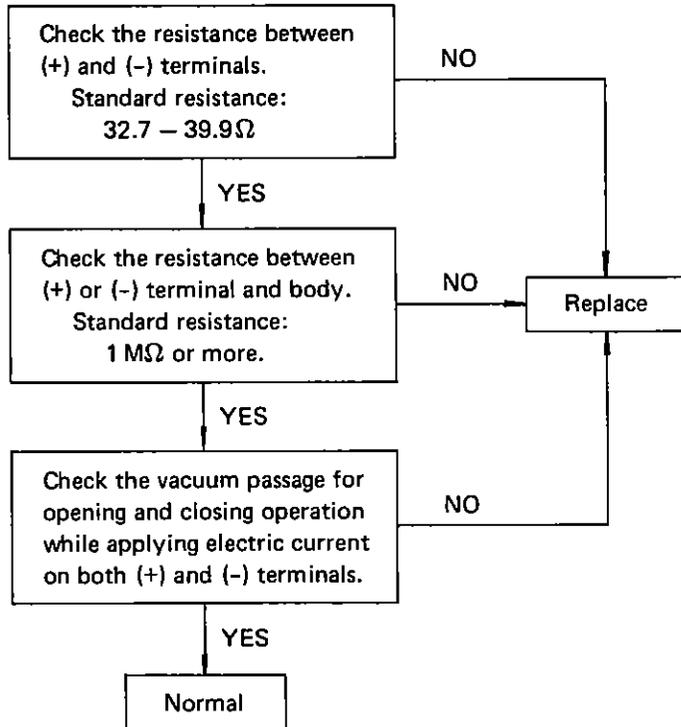 Check the resistance between
(+) and (-) terminals.
Standard resistance:
32.7 – 39.9Ω
NO
YES
Check the resistance between
(+) or (-) terminal and body.
Standard resistance:
1 MΩ or more.
NO
Replace
YES
Check the vacuum passage for
opening and closing operation
while applying electric current
on both (+) and (-) terminals.
NO
YES
Normal